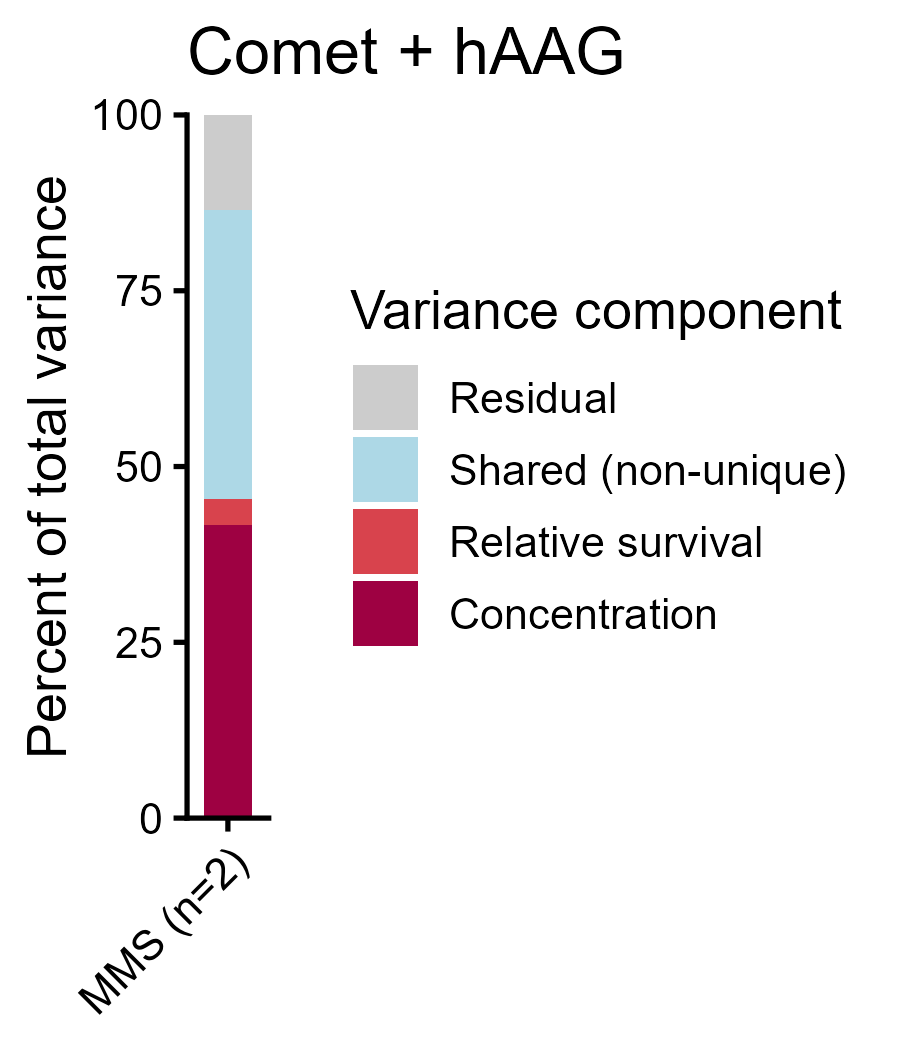 Comet + hAAG
Percent of total variance
100
75
50
25
0
MMS (n=2)
Variance component
Residual
Shared (non-unique)
Relative survival
Concentration